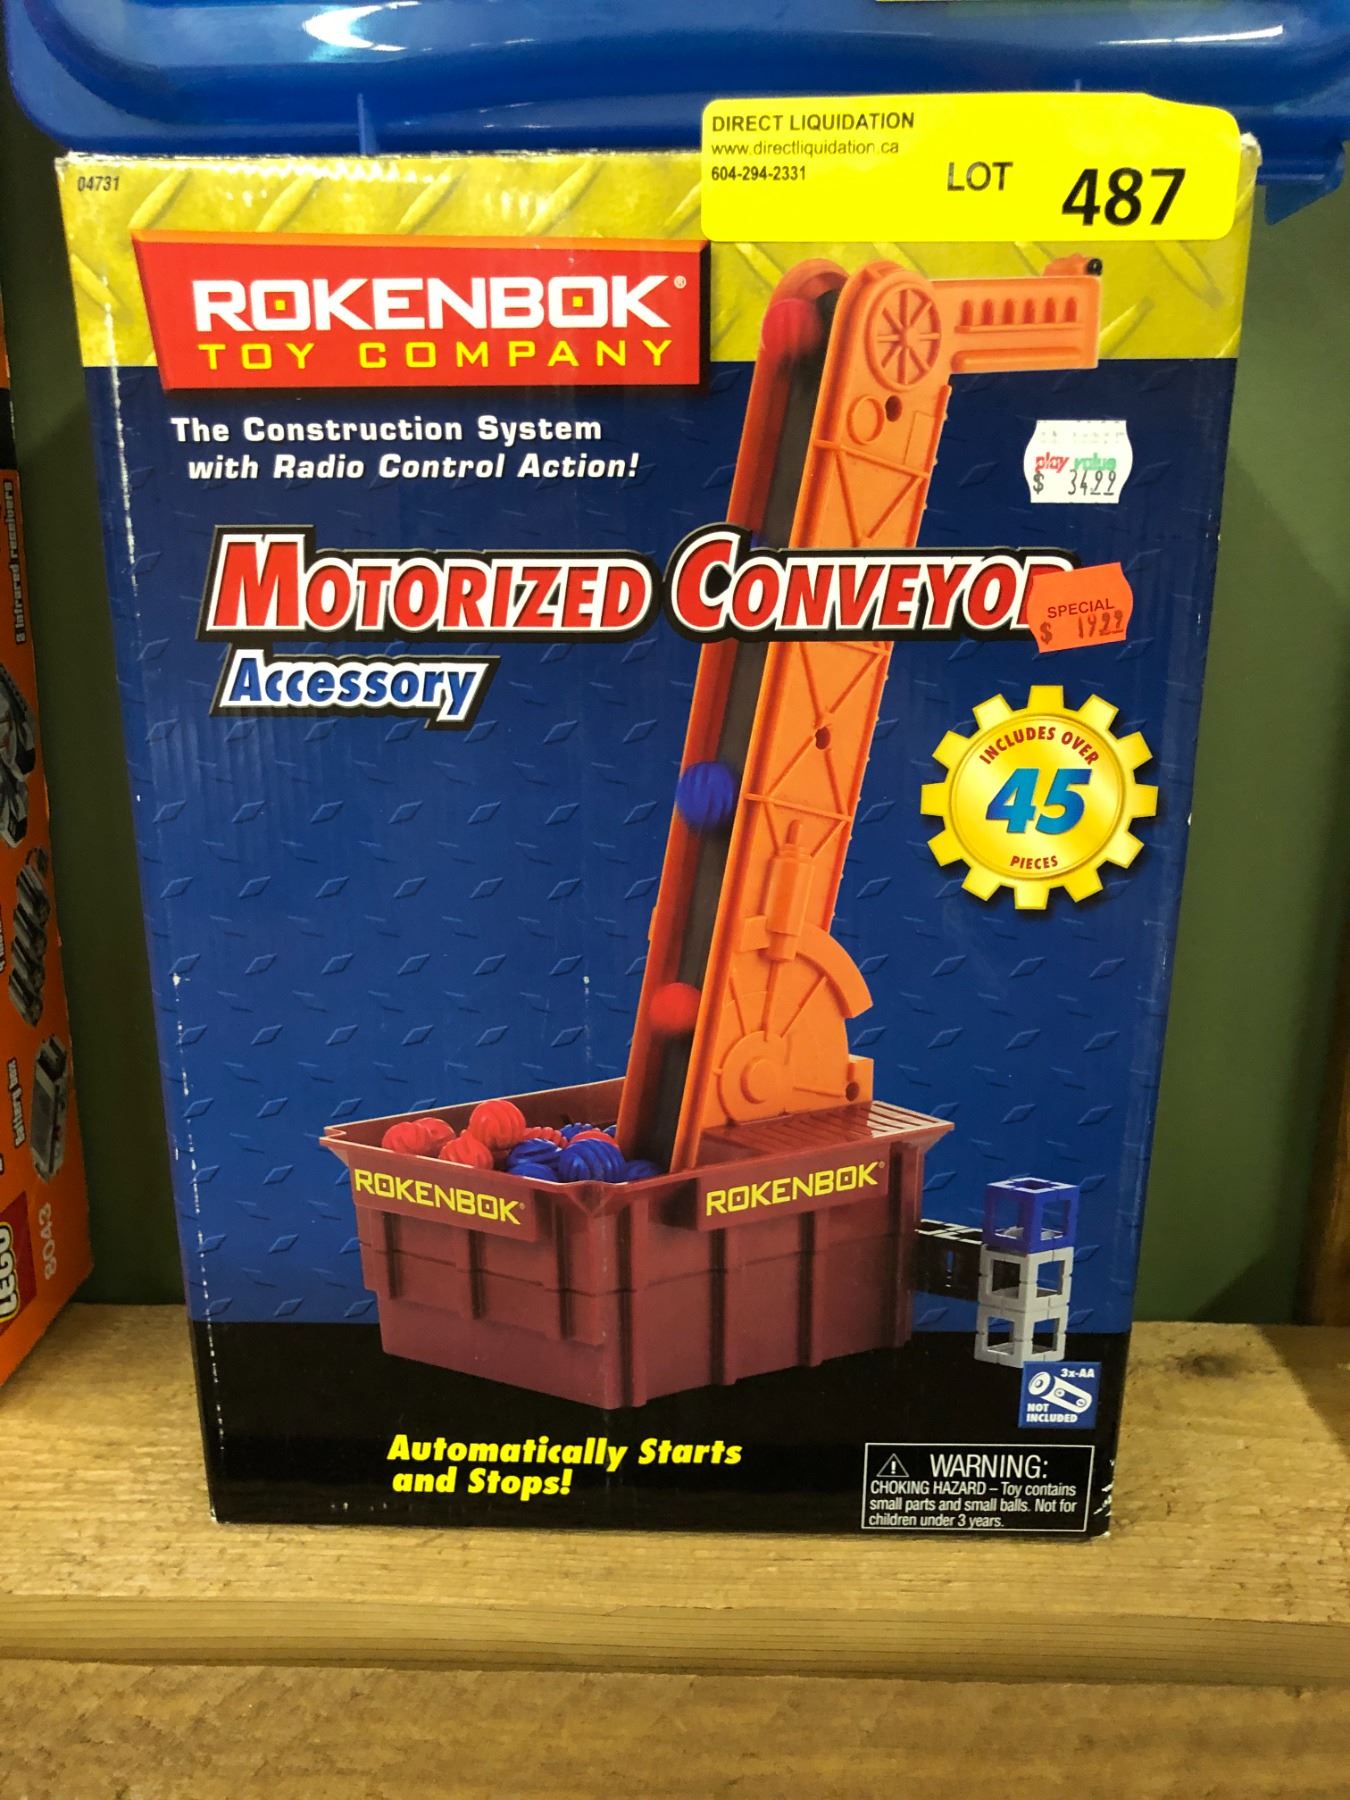 DIRECT LIQUIDATION
www.directliquidation.ca
604-294-2331
LOT 487
04731
ROKENBOK®
TOY COMPANY
The Construction System
with Radio Control Action!
play value
$ 34.99
MOTORIZED CONVEYOR
SPECIAL
$ 19.99
Accessory
INCLUDES OVER
45
PIECES
ROKENBOK®
ROKENBOK®
3x-AA
NOT
INCLUDED
Automatically Starts
and Stops!
WARNING:
CHOKING HAZARD – Toy contains
small parts and small balls. Not for
children under 3 years.
2 infrared receivers
LEGO
8043